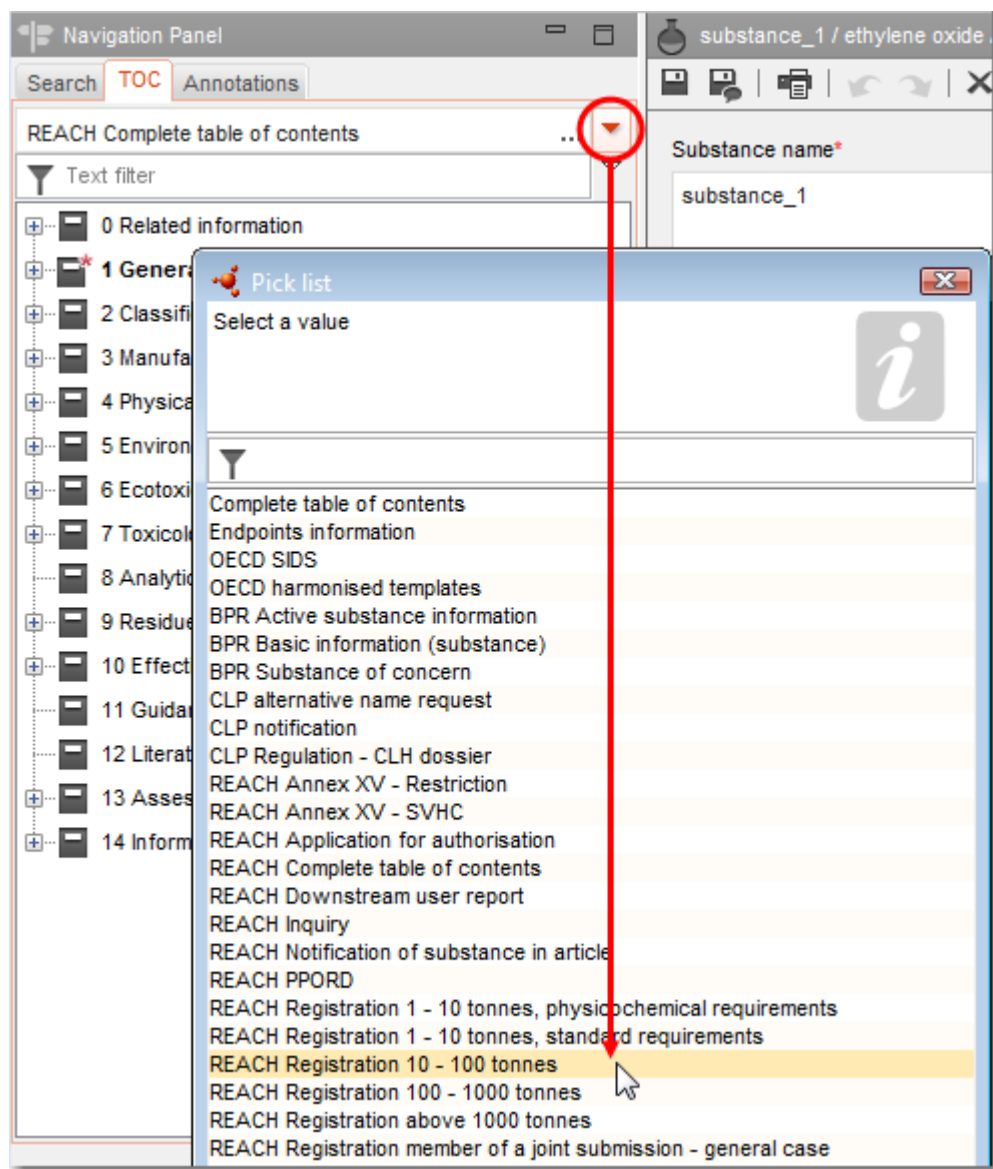 Navigation Panel
substance_1 / ethylene oxide
Search TOC Annotations
REACH Complete table of contents ...
Substance name*
Text filter
substance_1
0 Related information
1 Genera
Pick list
2 Classifi
Select a value
3 Manufa
4 Physica
5 Environ
6 Ecotoxi
Complete table of contents
7 Toxicol
Endpoints information
OECD SIDS
8 Analytic
OECD harmonised templates
9 Residue
BPR Active substance information
BPR Basic information (substance)
10 Effect
BPR Substance of concern
CLP alternative name request
11 Guidan
CLP notification
12 Literat
CLP Regulation - CLH dossier
REACH Annex XV - Restriction
13 Asses
REACH Annex XV - SVHC
14 Inform
REACH Application for authorisation
REACH Complete table of contents
REACH Downstream user report
REACH Inquiry
REACH Notification of substance in article
REACH PPORD
REACH Registration 1 - 10 tonnes, physicochemical requirements
REACH Registration 1 - 10 tonnes, standard requirements
REACH Registration 10 - 100 tonnes
REACH Registration 100 - 1000 tonnes
REACH Registration above 1000 tonnes
REACH Registration member of a joint submission - general case